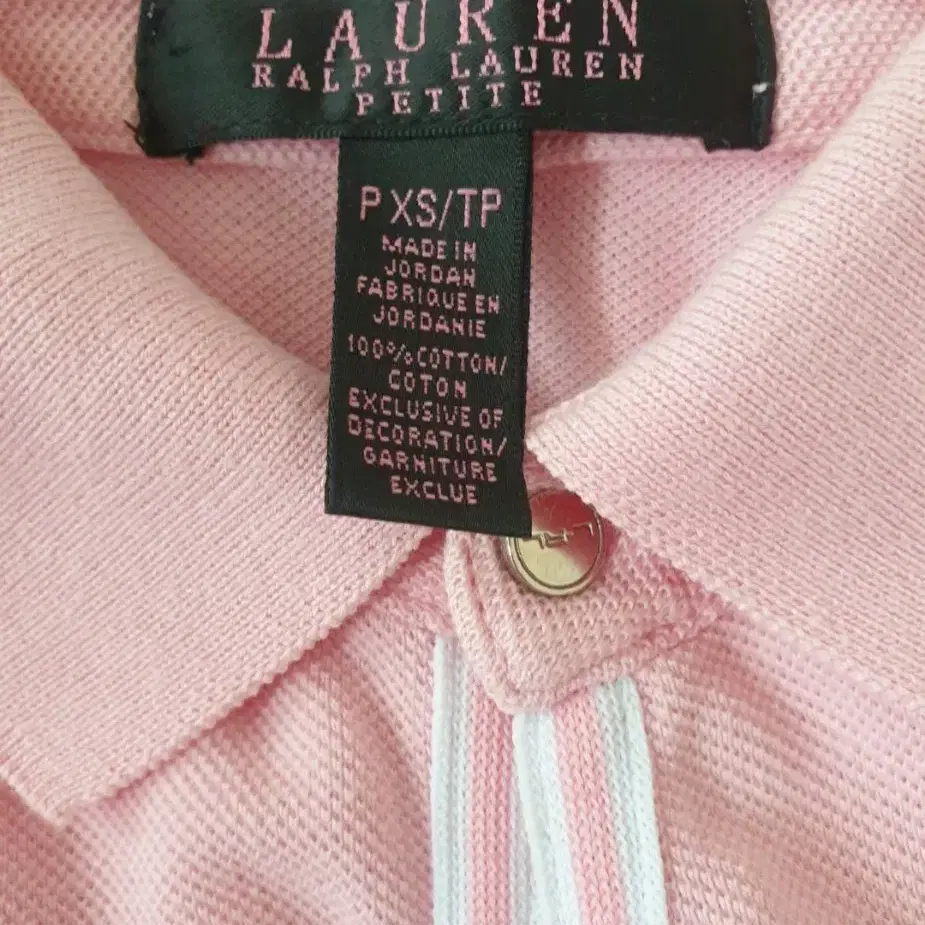 LAUREN
RALPH LAUREN
PETITE
P XS/TP
MADE IN
JORDAN
FABRIQUE EN
JORDANIE
100% COTTON/
COTON
EXCLUSIVE OF
DECORATION/
GARNITURE
EXCLUE